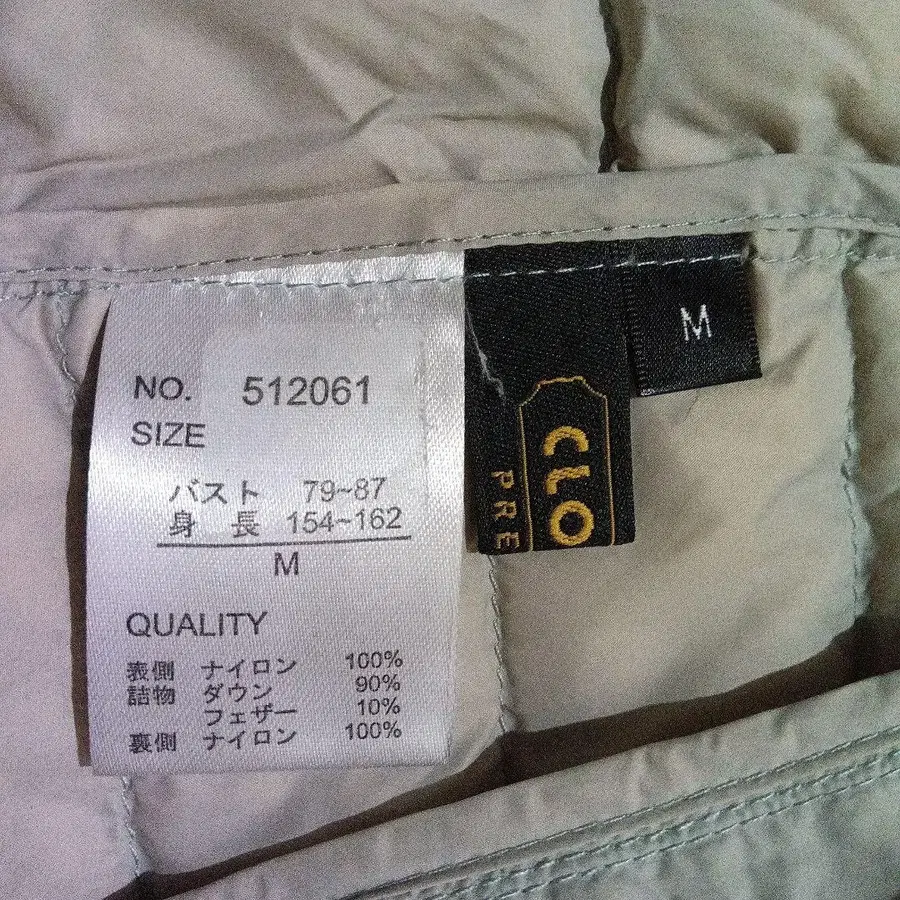 NO. 512061
SIZE
バスト 79~87
身 長 154~162
M
QUALITY
表側 ナイロン 100%
詰物 ダウン 90%
フェザー 10%
裏側 ナイロン 100%
CLO
PRE
M